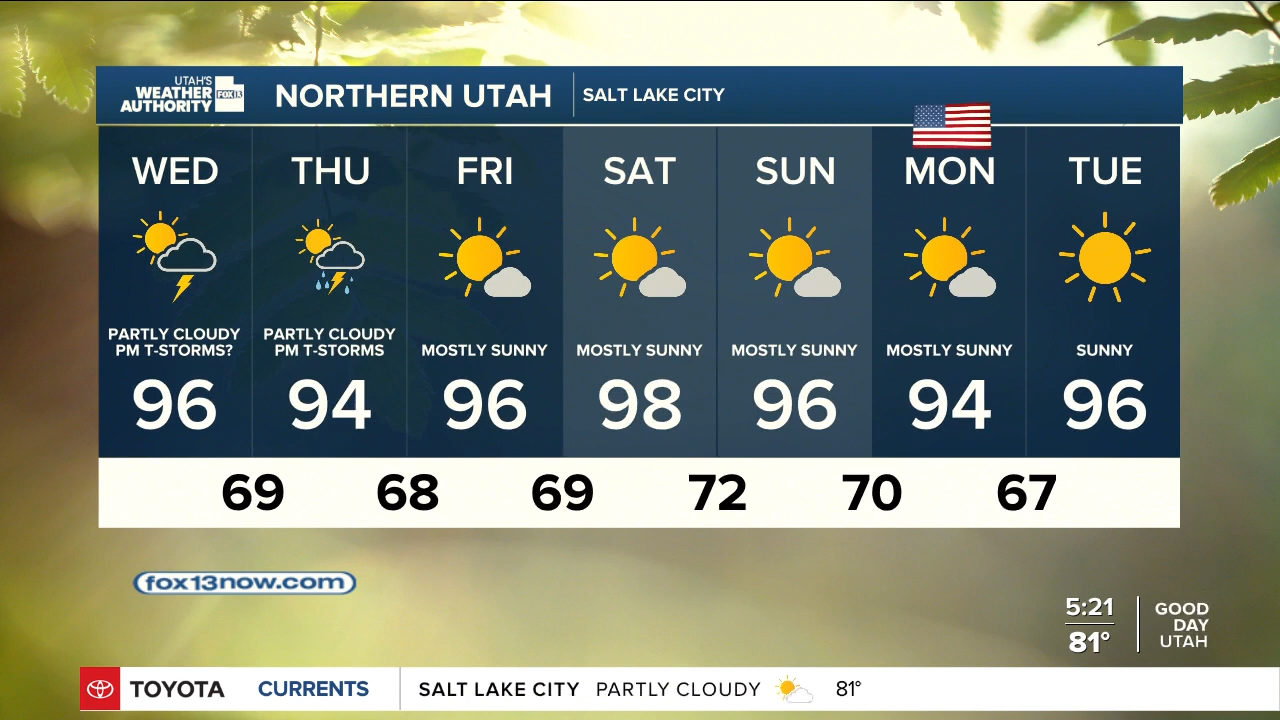 UTAH'S
WEATHER
AUTHORITY FOX13
NORTHERN UTAH
SALT LAKE CITY
WED
THU
FRI
SAT
SUN
MON
TUE
PARTLY CLOUDY
PM T-STORMS?
PARTLY CLOUDY
PM T-STORMS
MOSTLY SUNNY
MOSTLY SUNNY
MOSTLY SUNNY
MOSTLY SUNNY
SUNNY
96
94
96
98
96
94
96
69
68
69
72
70
67
fox13now.com
5:21
81°
GOOD
DAY
UTAH
TOYOTA
CURRENTS
SALT LAKE CITY PARTLY CLOUDY 81°